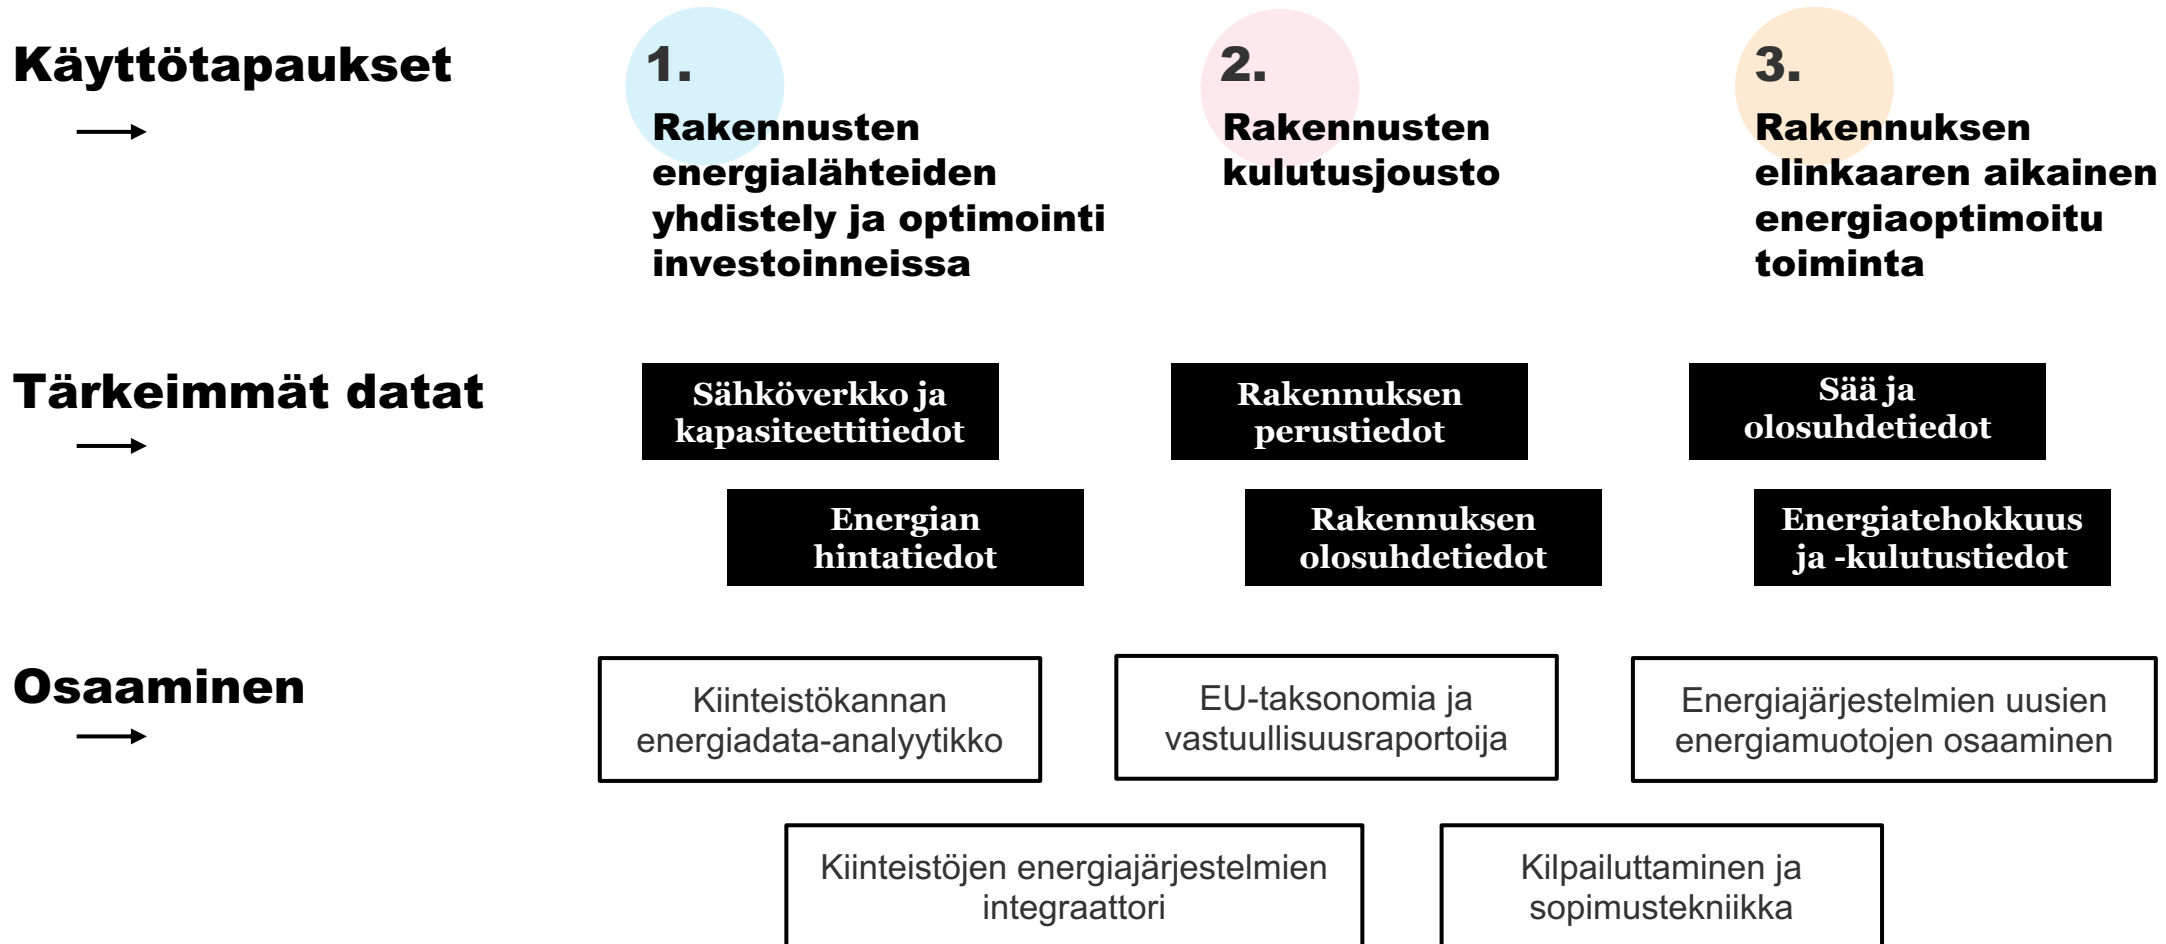 Käyttötapaukset
1.
Rakennusten
energialähteiden
yhdistely ja optimointi
investoinneissa
2.
Rakennusten
kulutusjousto
3.
Rakennuksen
elinkaaren aikainen
energiaoptimoitu
toiminta
Tärkeimmät datat
Sähköverkko ja
kapasiteettitiedot
Rakennuksen
perustiedot
Sää ja
olosuhdetiedot
Energian
hintatiedot
Rakennuksen
olosuhdetiedot
Energiatehokkuus
ja -kulutustiedot
Osaaminen
Kiinteistökannan
energiadata-analyytikko
EU-taksonomia ja
vastuullisuusraportoija
Energiajärjestelmien uusien
energiamuotojen osaaminen
Kiinteistöjen energiajärjestelmien
integraattori
Kilpailuttaminen ja
sopimustekniikka